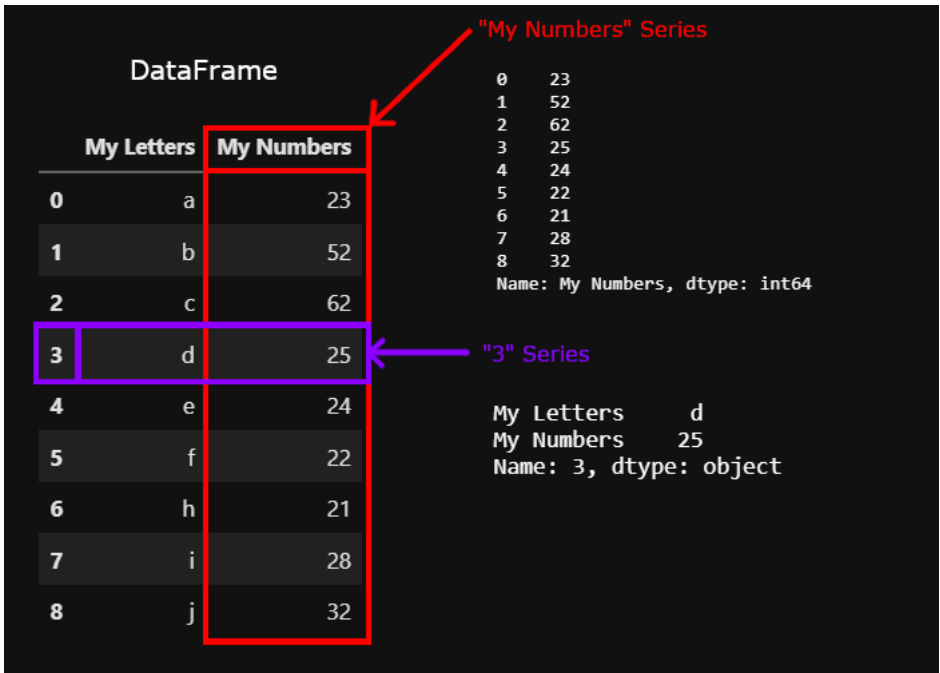 "My Numbers" Series
DataFrame
My Letters My Numbers
0 a 23
1 b 52
2 c 62
3 d 25
4 e 24
5 f 22
6 h 21
7 i 28
8 j 32
0 23
1 52
2 62
3 25
4 24
5 22
6 21
7 28
8 32
Name: My Numbers, dtype: int64
"3" Series
My Letters d
My Numbers 25
Name: 3, dtype: object